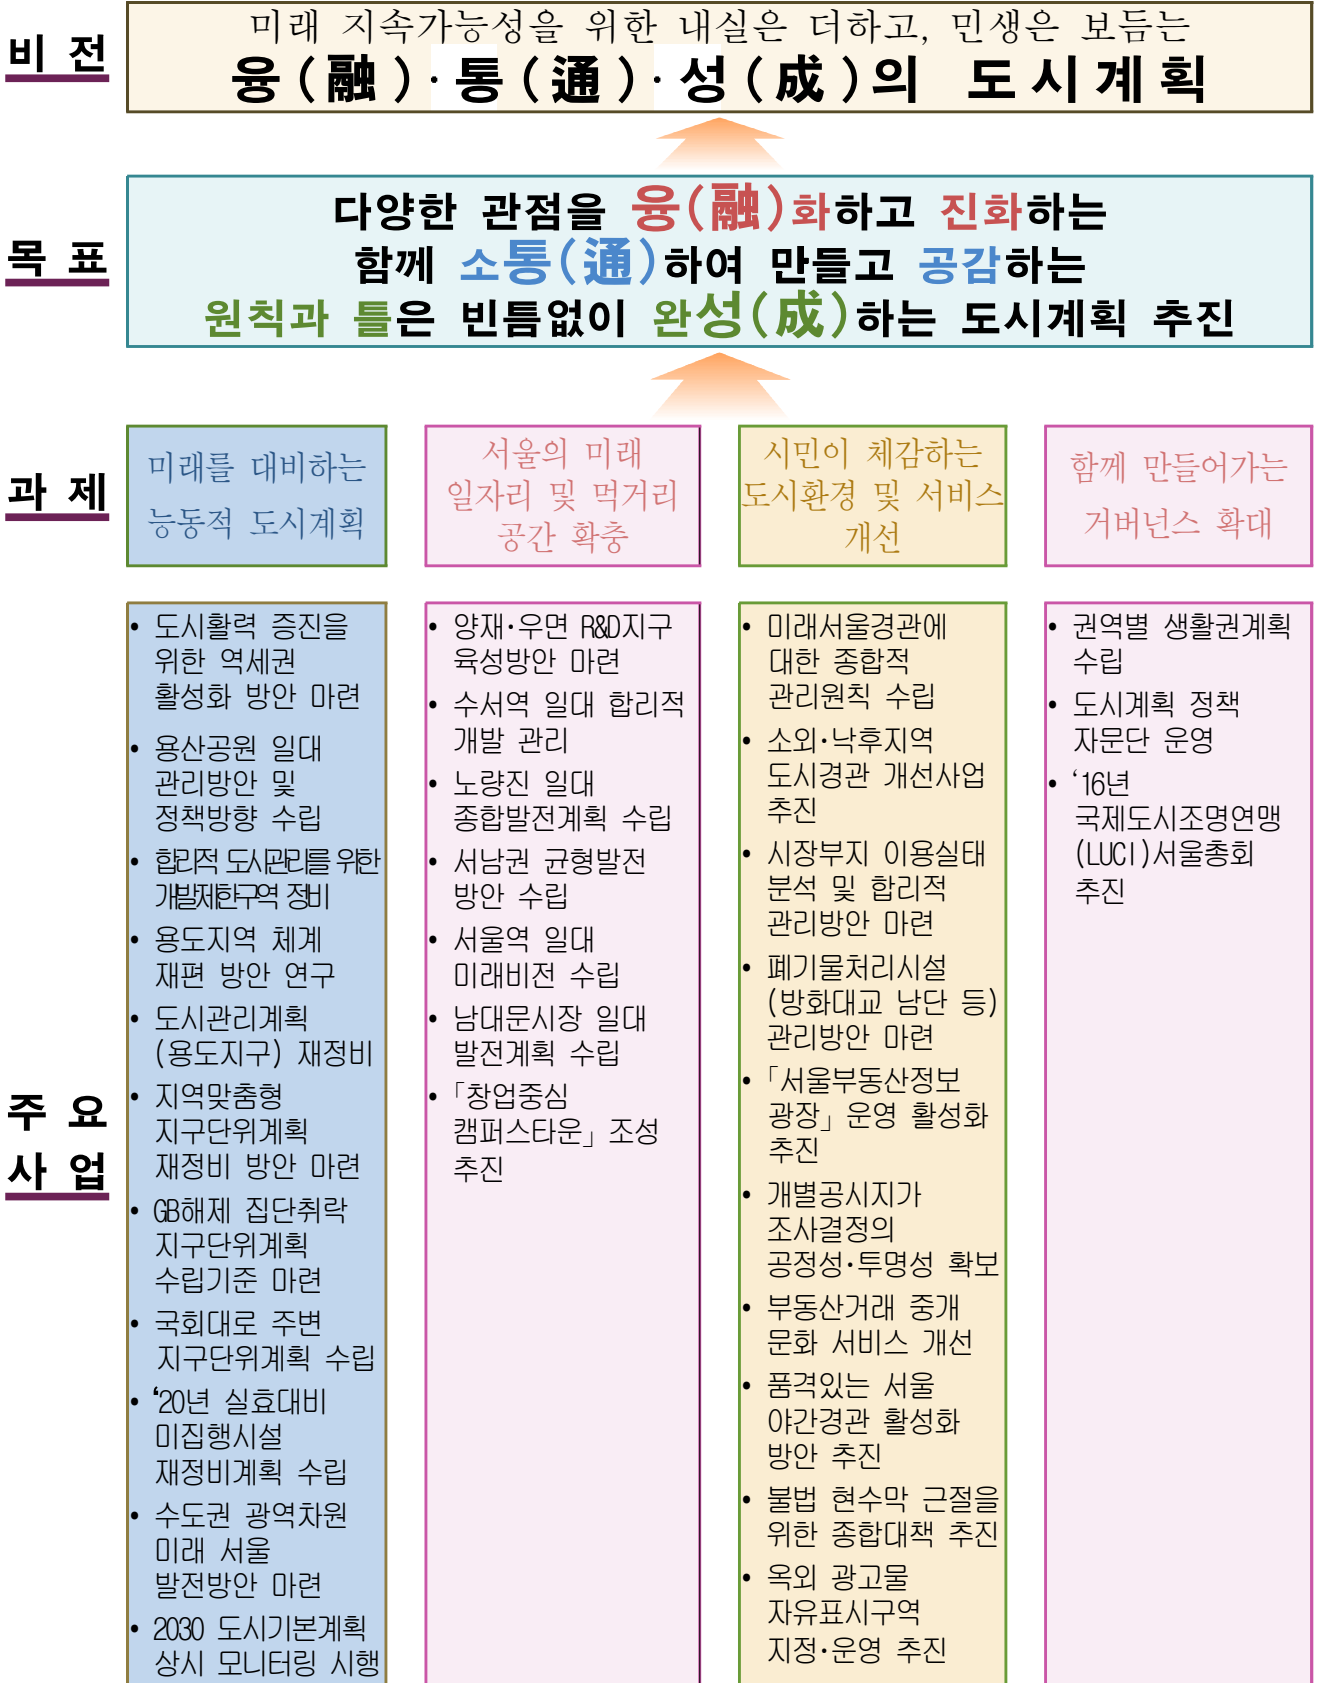 비 전
미래 지속가능성을 위한 내실은 더하고, 민생은 보듬는
융(融)·통(通)·성(成)의 도시계획
목 표
다양한 관점을 융(融)화하고 진화하는
함께 소통(通)하여 만들고 공감하는
원칙과 틀은 빈틈없이 완성(成)하는 도시계획 추진
과 제
미래를 대비하는
능동적 도시계획
서울의 미래
일자리 및 먹거리
공간 확충
시민이 체감하는
도시환경 및 서비스
개선
함께 만들어가는
거버넌스 확대
주 요
사 업
• 도시활력 증진을
위한 역세권
활성화 방안 마련
• 용산공원 일대
관리방안 및
정책방향 수립
• 합리적 도시관리를 위한
개발제한구역 정비
• 용도지역 체계
재편 방안 연구
• 도시관리계획
(용도지구) 재정비
• 지역맞춤형
지구단위계획
재정비 방안 마련
• GB해제 집단취락
지구단위계획
수립기준 마련
• 국회대로 주변
지구단위계획 수립
• ‘20년 실효대비
미집행시설
재정비계획 수립
• 수도권 광역차원
미래 서울
발전방안 마련
• 2030 도시기본계획
상시 모니터링 시행
• 양재·우면 R&D지구
육성방안 마련
• 수서역 일대 합리적
개발 관리
• 노량진 일대
종합발전계획 수립
• 서남권 균형발전
방안 수립
• 서울역 일대
미래비전 수립
• 남대문시장 일대
발전계획 수립
• 「창업중심
캠퍼스타운」 조성
추진
• 미래서울경관에
대한 종합적
관리원칙 수립
• 소외·낙후지역
도시경관 개선사업
추진
• 시장부지 이용실태
분석 및 합리적
관리방안 마련
• 폐기물처리시설
(방화대교 남단 등)
관리방안 마련
• 「서울부동산정보
광장」 운영 활성화
추진
• 개별공시지가
조사결정의
공정성·투명성 확보
• 부동산거래 중개
문화 서비스 개선
• 품격있는 서울
야간경관 활성화
방안 추진
• 불법 현수막 근절을
위한 종합대책 추진
• 옥외 광고물
자유표시구역
지정·운영 추진
• 권역별 생활권계획
수립
• 도시계획 정책
자문단 운영
• ‘16년
국제도시조명연맹
(LUCI)서울총회
추진